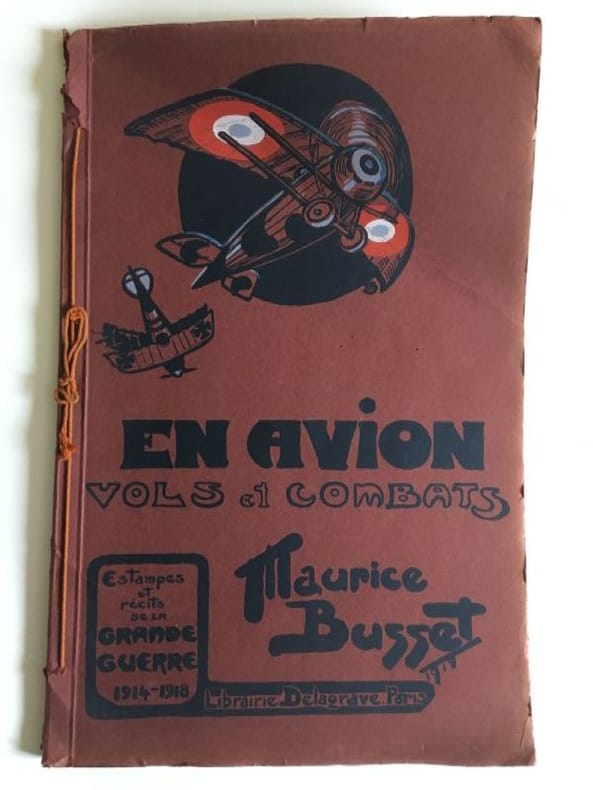 EN AVION
VOLS et COMBATS
Maurice
Busset
1919
Estampes
et
récits
DE LA
GRANDE
GUERRE
1914-1918
Librairie Delagrave. Paris